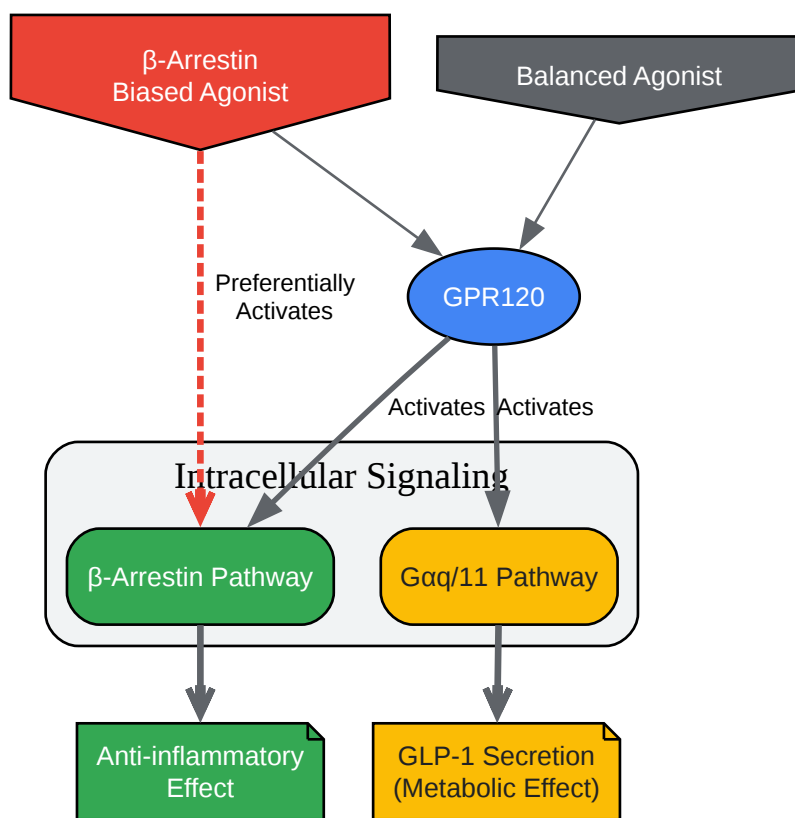 β-Arrestin
Biased Agonist
Balanced Agonist
Preferentially
Activates
GPR120
Activates
Activates
Intracellular Signaling
β-Arrestin Pathway
Gαq/11 Pathway
Anti-inflammatory
Effect
GLP-1 Secretion
(Metabolic Effect)